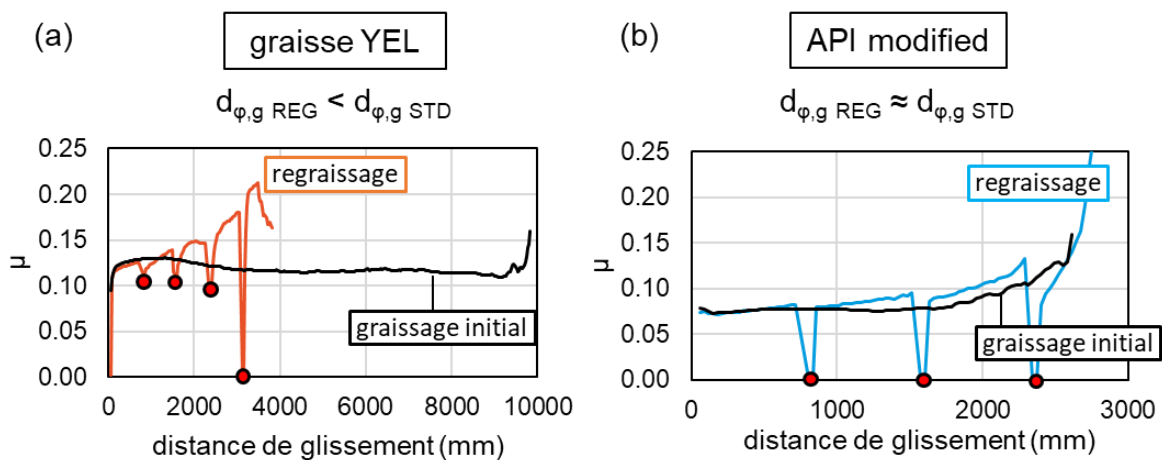 (a)
graisse YEL
dφ,g REG < dφ,g STD
0.25
0.20
0.15
0.10
0.05
0.00
μ
regraissage
graissage initial
0 2000 4000 6000 8000 10000
distance de glissement (mm)
(b)
API modified
dφ,g REG ≈ dφ,g STD
0.25
0.20
0.15
0.10
0.05
0.00
μ
regraissage
graissage initial
0 1000 2000 3000
distance de glissement (mm)